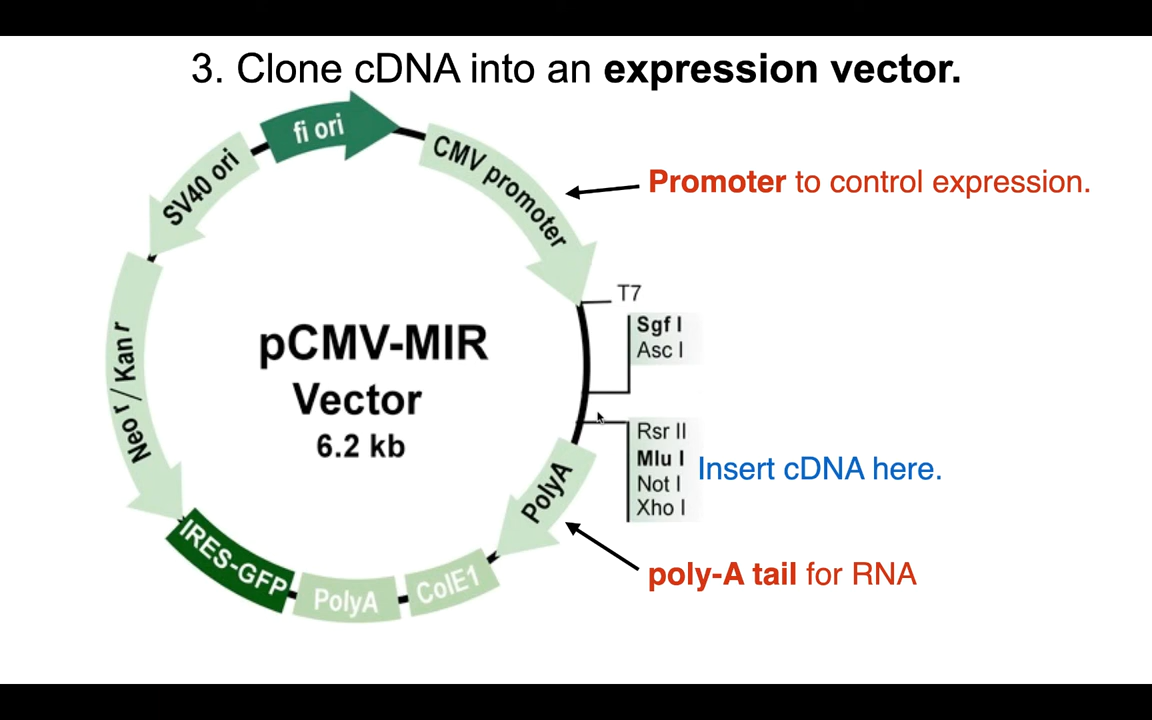 3. Clone cDNA into an expression vector.
fi ori
CMV promoter
SV40 ori
Promoter to control expression.
T7
Sgf I
Asc I
pCMV-MIR
Vector
6.2 kb
Neo r / Kan r
Rsr II
Mlu I
Not I
Xho I
Insert cDNA here.
PolyA
IRES-GFP
PolyA
ColE1
poly-A tail for RNA